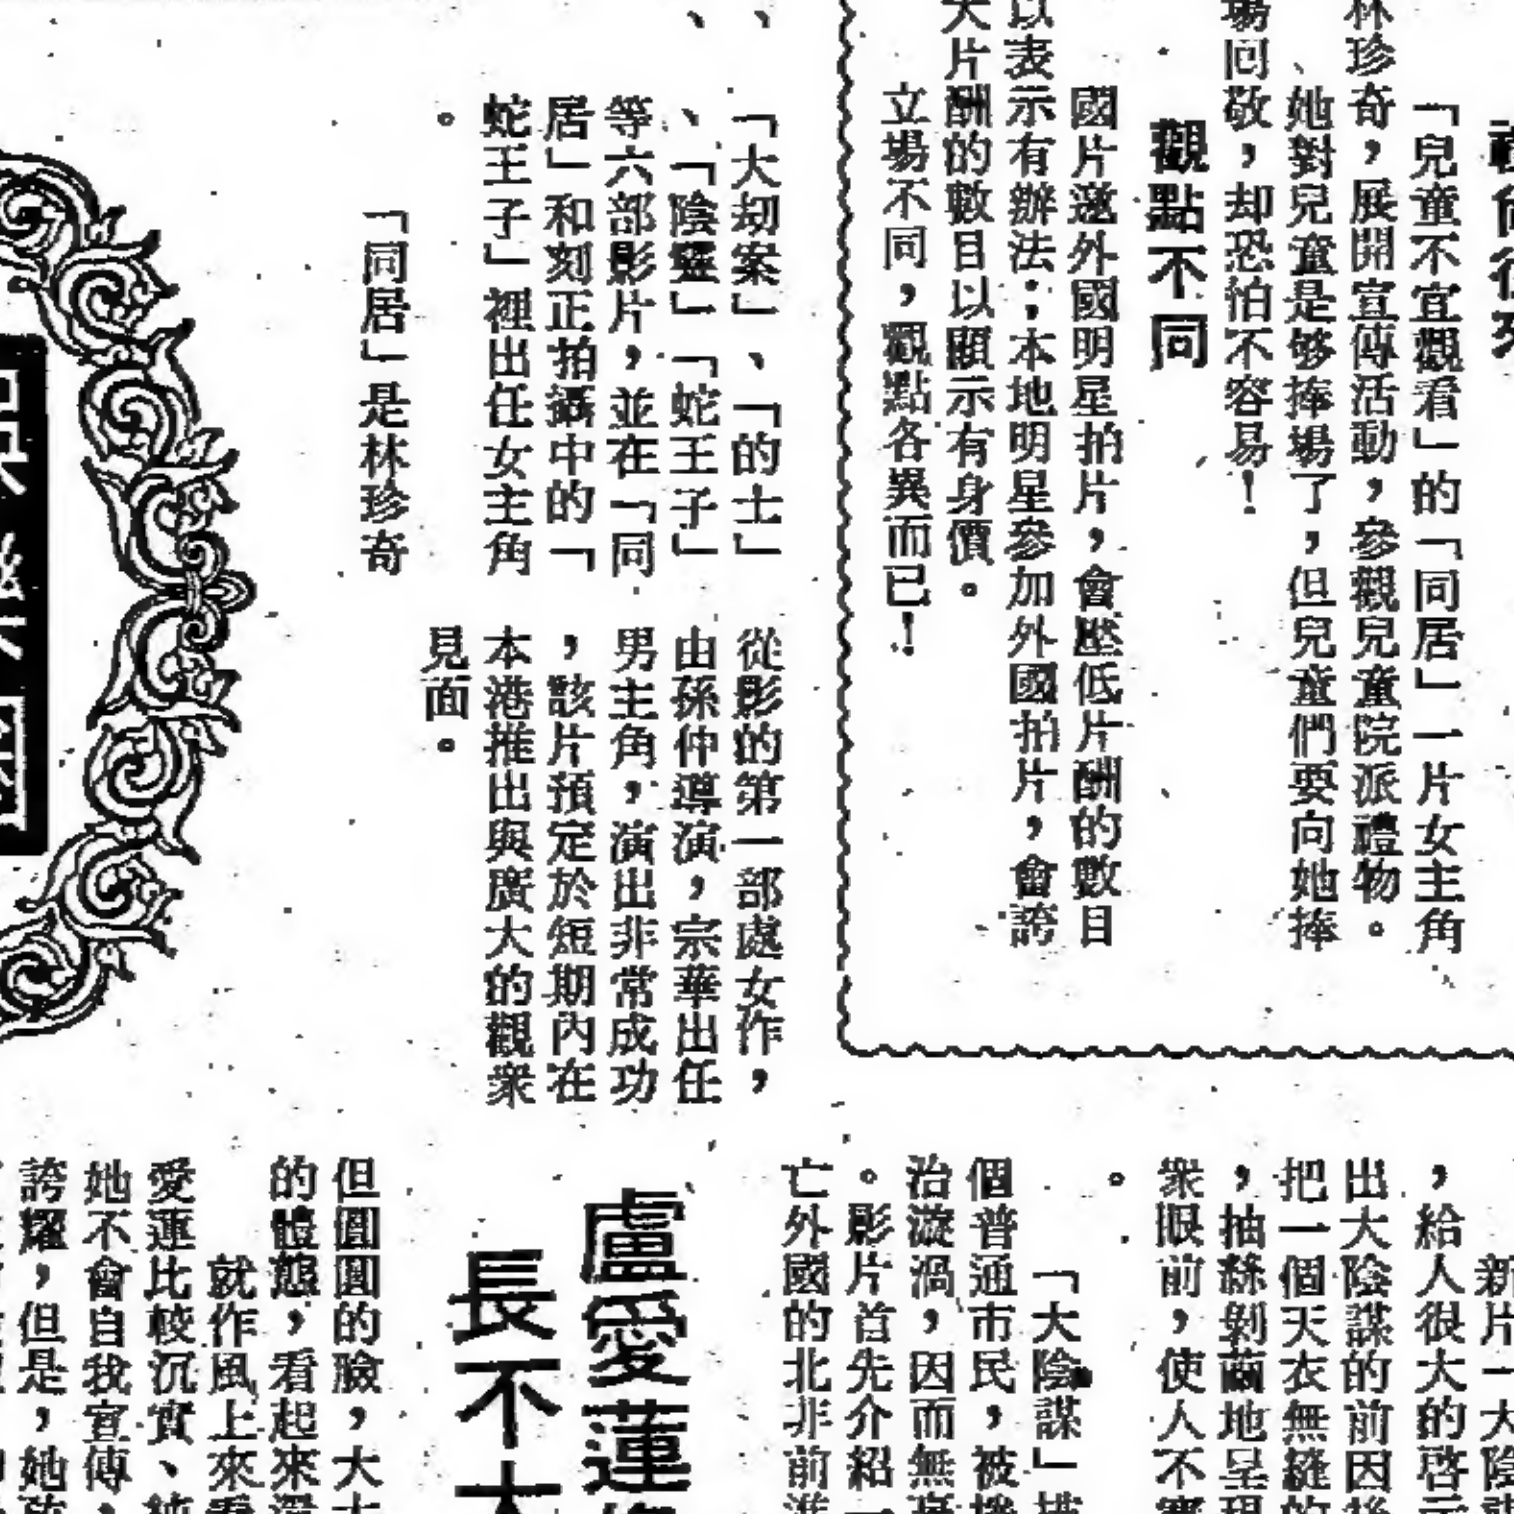 「兒童不宜觀看」的「同居」一片女主角
林珍奇，展開宣傳活動，參觀兒童院派禮物。
她對兒童是够捧場了，但兒童們要向她捧
場回敬，却恐怕不容易！
觀點不同
國片邀外國明星拍片，會壓低片酬的數目
以表示有辦法；本地明星參加外國拍片，會誇
大片酬的數目以顯示有身價。
立場不同，觀點各異而已！
「大刼案」、「的士」
、「陰靈」「蛇王子」
等六部影片，並在「同
居」和刻正拍攝中的「
蛇王子」裡出任女主角
。
「同居」是林珍奇
從影的第一部處女作，
由孫仲導演，宗華出任
男主角，演出非常成功
，該片預定於短期內在
本港推出與廣大的觀衆
見面。
新片一大陰
，給人很大的啓示
出大陰謀的前因後
把一個天衣無縫的
，抽絲剝繭地呈現
衆眼前，使人不寒
。
「大陰謀」
個普通市民，被
治漩渦，因而無
。影片首先介紹一
亡外國的北非前
盧愛蓮
長不大
但圓圓的臉，大大
的體態，看起來還
就作風上來看
愛蓮比較沉實、純
她不會自我宣傳，
誇耀，但是，她